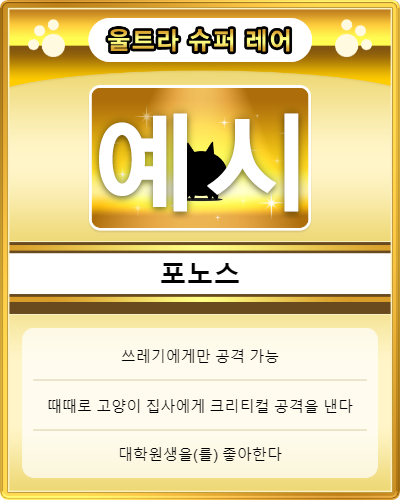 울트라 슈퍼 레어
예시
포노스
쓰레기에게만 공격 가능
때때로 고양이 집사에게 크리티컬 공격을 낸다
대학원생을(를) 좋아한다